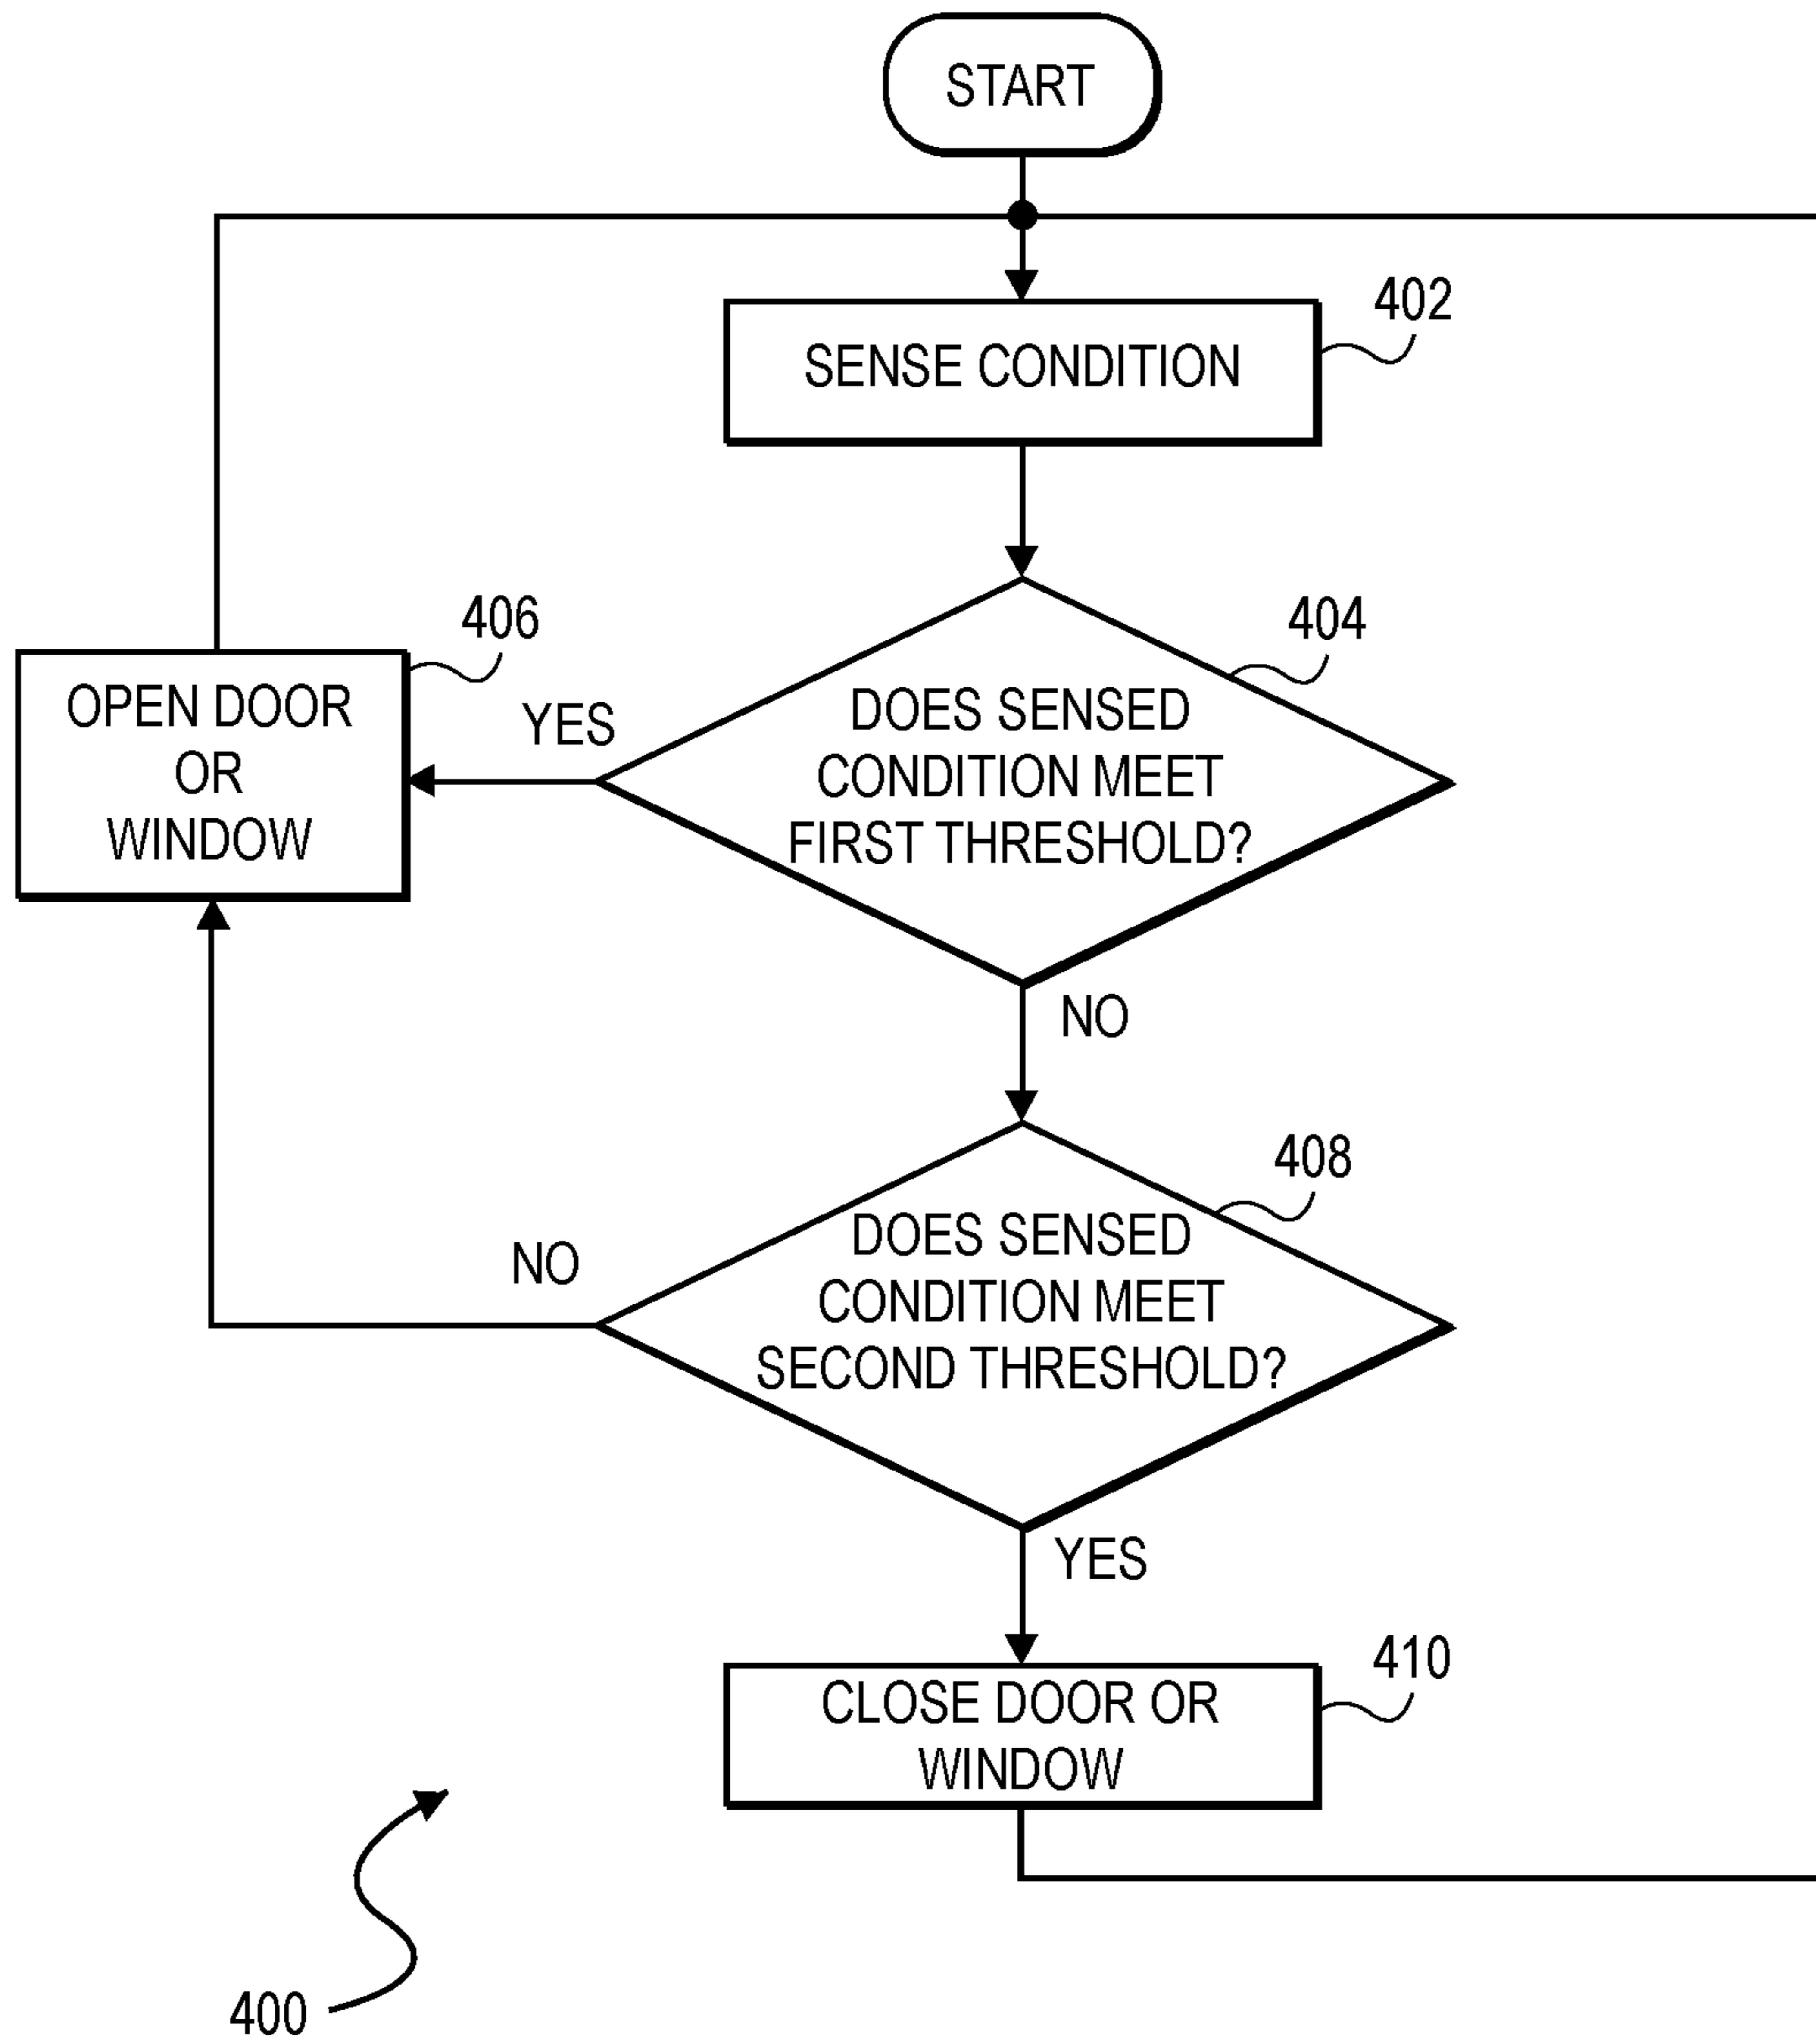 START
402
SENSE CONDITION
406
404
OPEN DOOR
OR
WINDOW
YES
DOES SENSED
CONDITION MEET
FIRST THRESHOLD?
NO
408
NO
DOES SENSED
CONDITION MEET
SECOND THRESHOLD?
YES
410
CLOSE DOOR OR
WINDOW
400